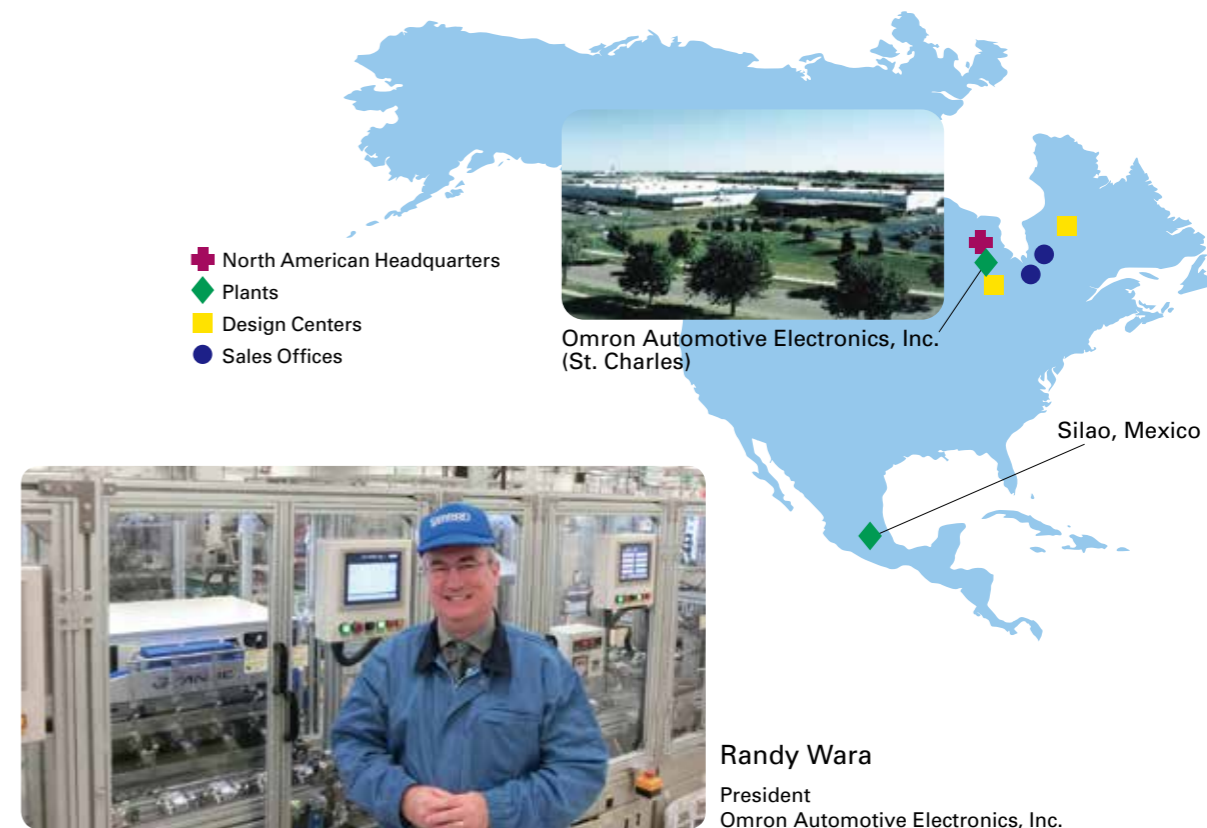 North American Headquarters
Plants
Design Centers
Sales Offices
Omron Automotive Electronics, Inc.
(St. Charles)
Silao, Mexico
Randy Wara
President
Omron Automotive Electronics, Inc.